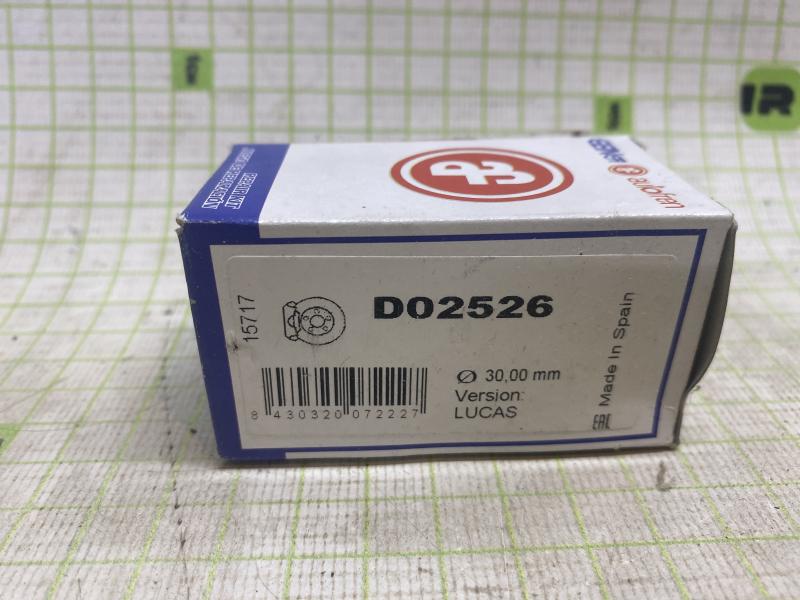 autofren
15717
D02526
Ø 30,00 mm
Version:
LUCAS
8 430320 072227
Made In Spain
EAC
IR